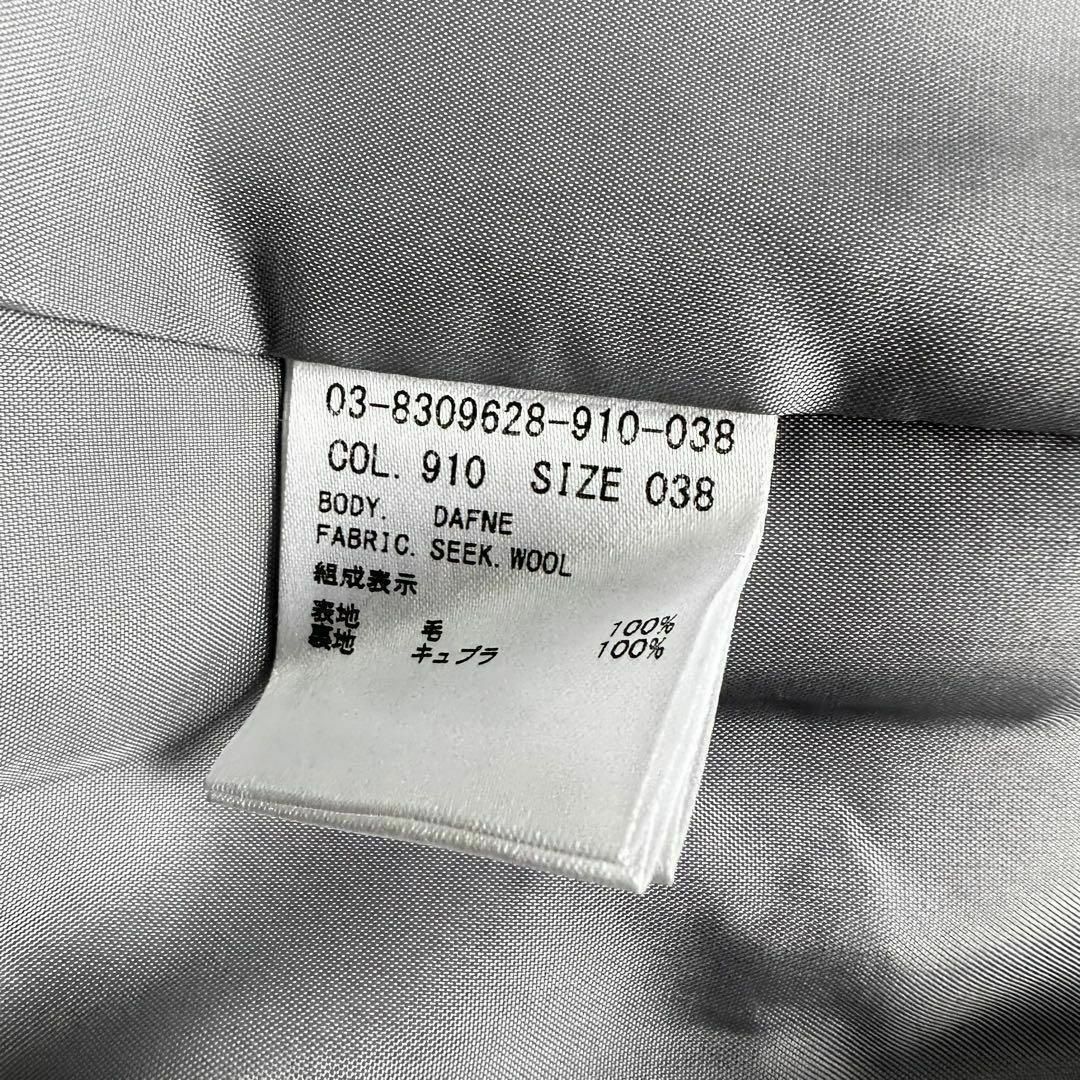 03-8309628-910-038
COL. 910 SIZE 038
BODY. DAFNE
FABRIC. SEEK. WOOL
組成表示
表地 毛 100%
裏地 キュプラ 100%